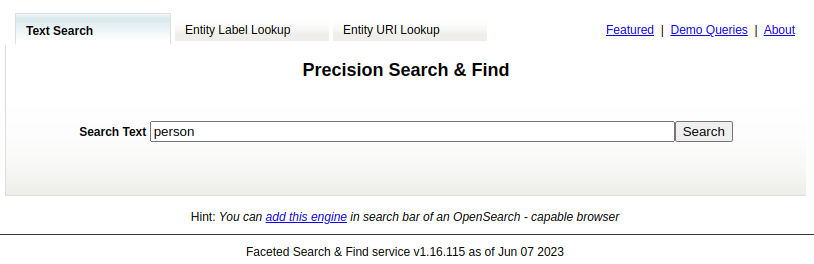 Text Search Entity Label Lookup Entity URI Lookup Featured | Demo Queries | About
Precision Search & Find
Search Text person Search
Hint: You can add this engine in search bar of an OpenSearch - capable browser
Faceted Search & Find service v1.16.115 as of Jun 07 2023